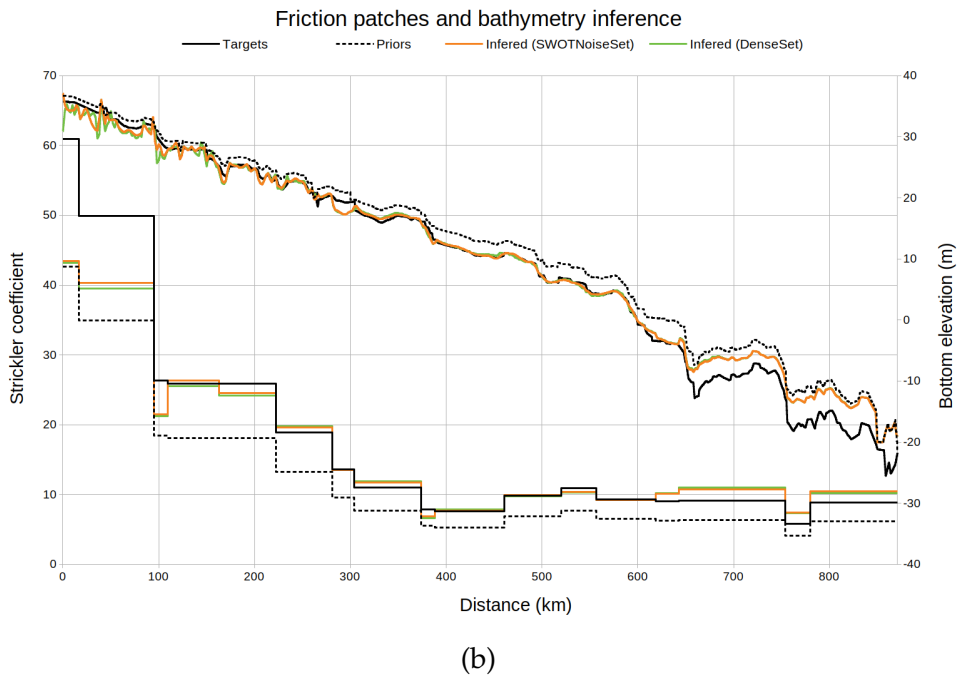 Friction patches and bathymetry inference
Targets Priors Infered (SWOTNoiseSet) Infered (DenseSet)
70 40
60 30
50 20
40 10
30 0
20 -10
10 -20
0 -30
-40
Strickler coefficient
Bottom elevation (m)
0 100 200 300 400 500 600 700 800
Distance (km)
(b)